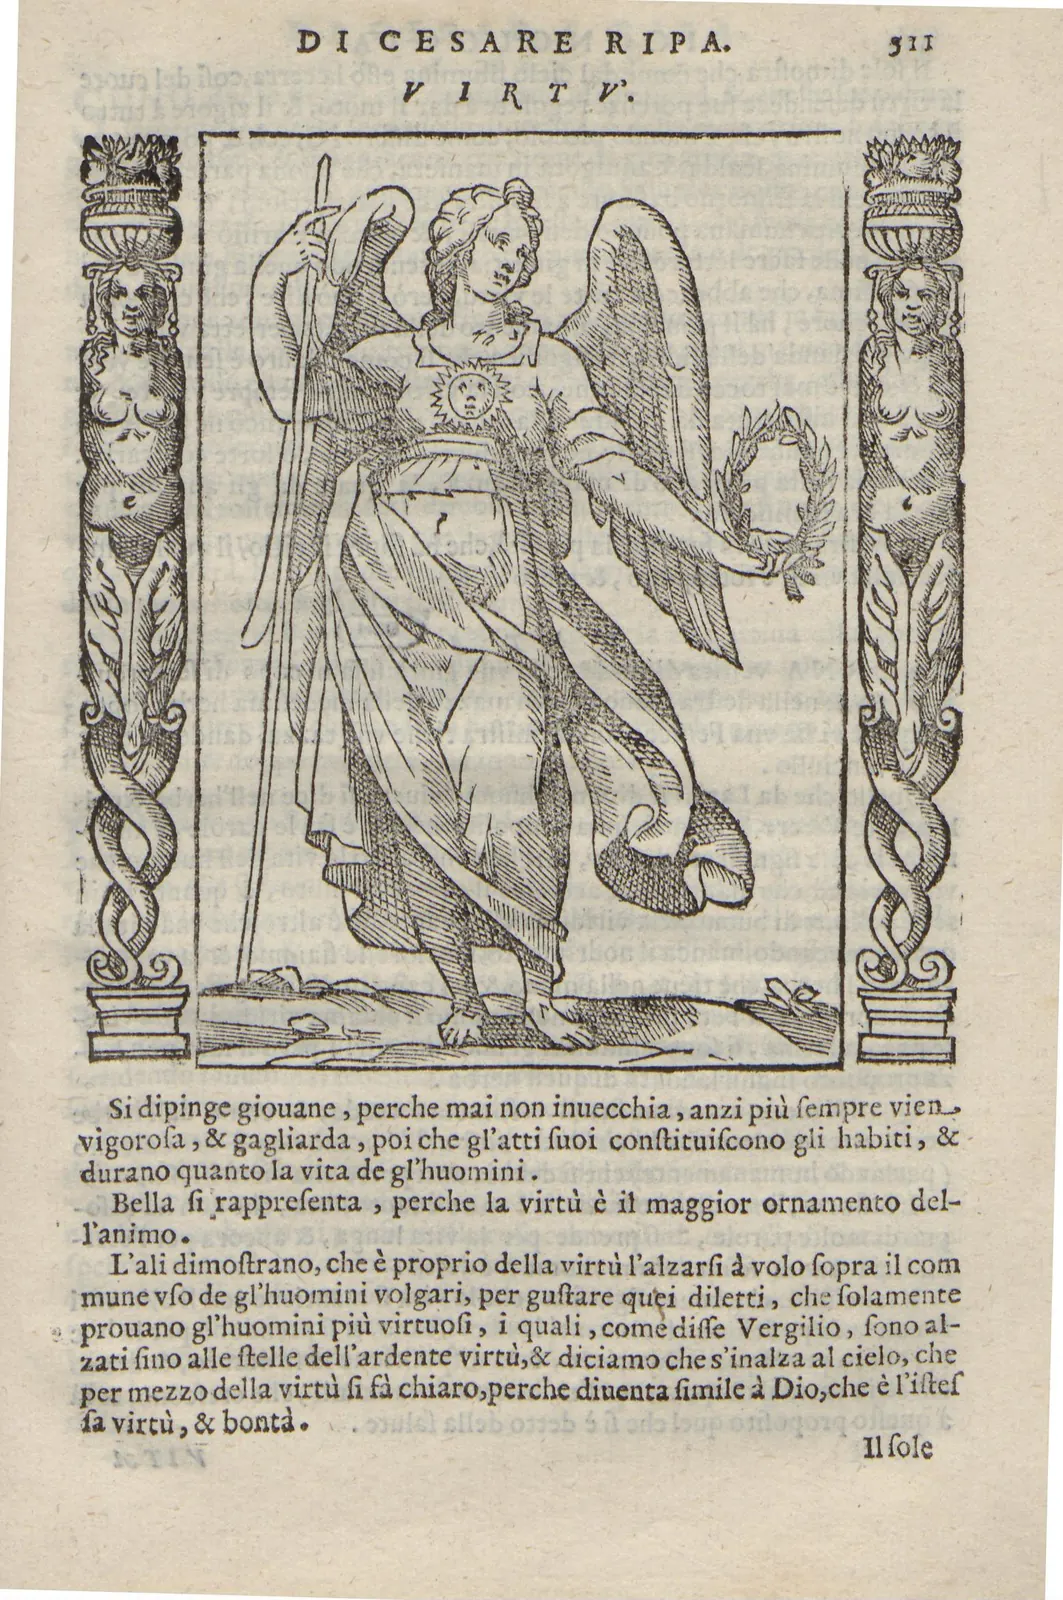 DI CESARE RIPA. 511
VIRTV'.
Si dipinge giouane, perche mai non inuecchia, anzi più ſempre vien
vigoroſa, & gagliarda, poi che gl'atti ſuoi conſtituiſcono gli habiti, &
durano quanto la vita de gl'huomini.
Bella ſi rappreſenta, perche la virtù è il maggior ornamento del-
l'animo.
L'ali dimoſtrano, che è proprio della virtù l'alzarſi à volo ſopra il com
mune vſo de gl'huomini volgari, per guſtare quei diletti, che ſolamente
prouano gl'huomini più virtuoſi, i quali, come diſſe Vergilio, ſono al-
zati ſino alle ſtelle dell'ardente virtù, & diciamo che s'inalza al cielo, che
per mezzo della virtù ſi fà chiaro, perche diuenta ſimile à Dio, che è l'iſteſ
ſa virtù, & bontà.
Il ſole